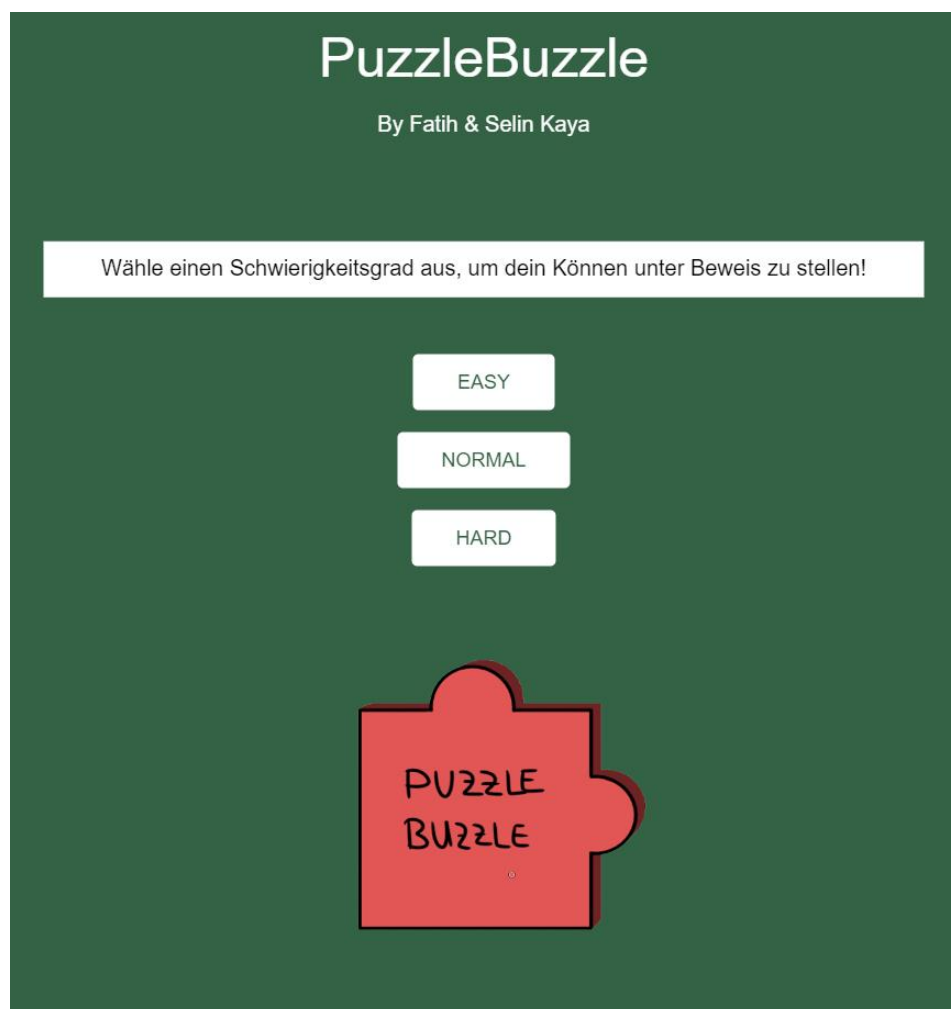 PuzzleBuzzle
By Fatih & Selin Kaya
Wähle einen Schwierigkeitsgrad aus, um dein Können unter Beweis zu stellen!
EASY
NORMAL
HARD
PUZZLE
BUZZLE